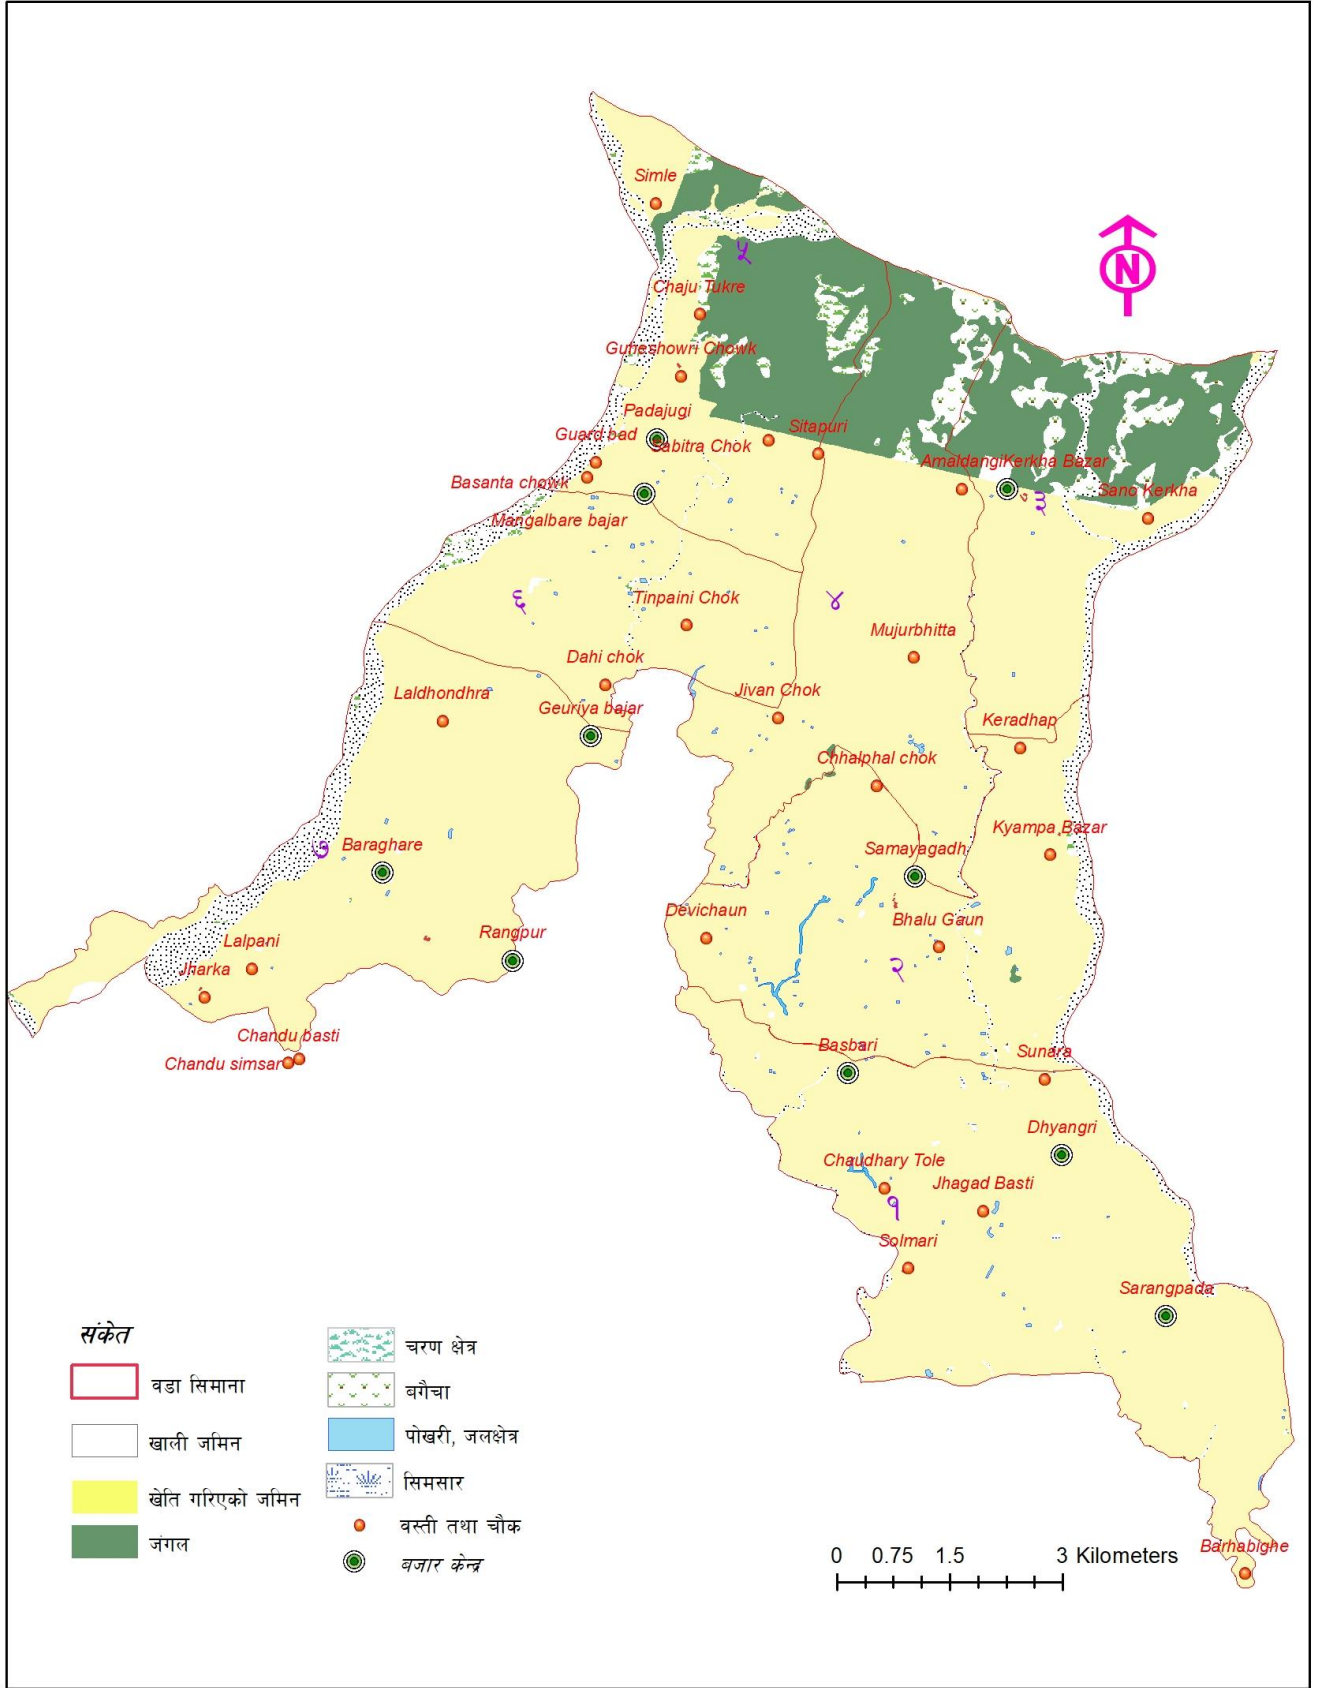 Simle
५
N
Chaju Tukre
Guheshowri Chowk
Padajugi
Sitapuri
Guard bad
Sabitra Chok
Amaldangi
Kerkha Bazar
Basanta chowk
Sano Kerkha
३
Mangalbare bajar
Tinpaini Chok
६
४
Mujurbhitta
Dahi chok
Laldhondhra
Jivan Chok
Geuriya bajar
Keradhap
Chhalphal chok
Kyampa Bazar
७
Baraghare
Samayagadh
Devichaun
Bhalu Gaun
Lalpani
Rangpur
Jharka
२
Chandu basti
Basbari
Sunara
Chandu simsar
Dhyangri
Chaudhary Tole
Jhagad Basti
१
Solmari
Sarangpada
Barhabighe
संकेत
वडा सिमाना
खाली जमिन
खेति गरिएको जमिन
जंगल
चरण क्षेत्र
बगैचा
पोखरी, जलक्षेत्र
सिमसार
वस्ती तथा चौक
बजार केन्द्र
0 0.75 1.5 3 Kilometers